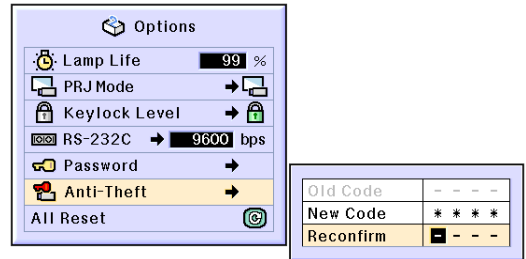 Options
Lamp Life 99 %
PRJ Mode
Keylock Level
RS-232C 9600 bps
Password
Anti-Theft
All Reset
Old Code - - - -
New Code * * * *
Reconfirm - - - -